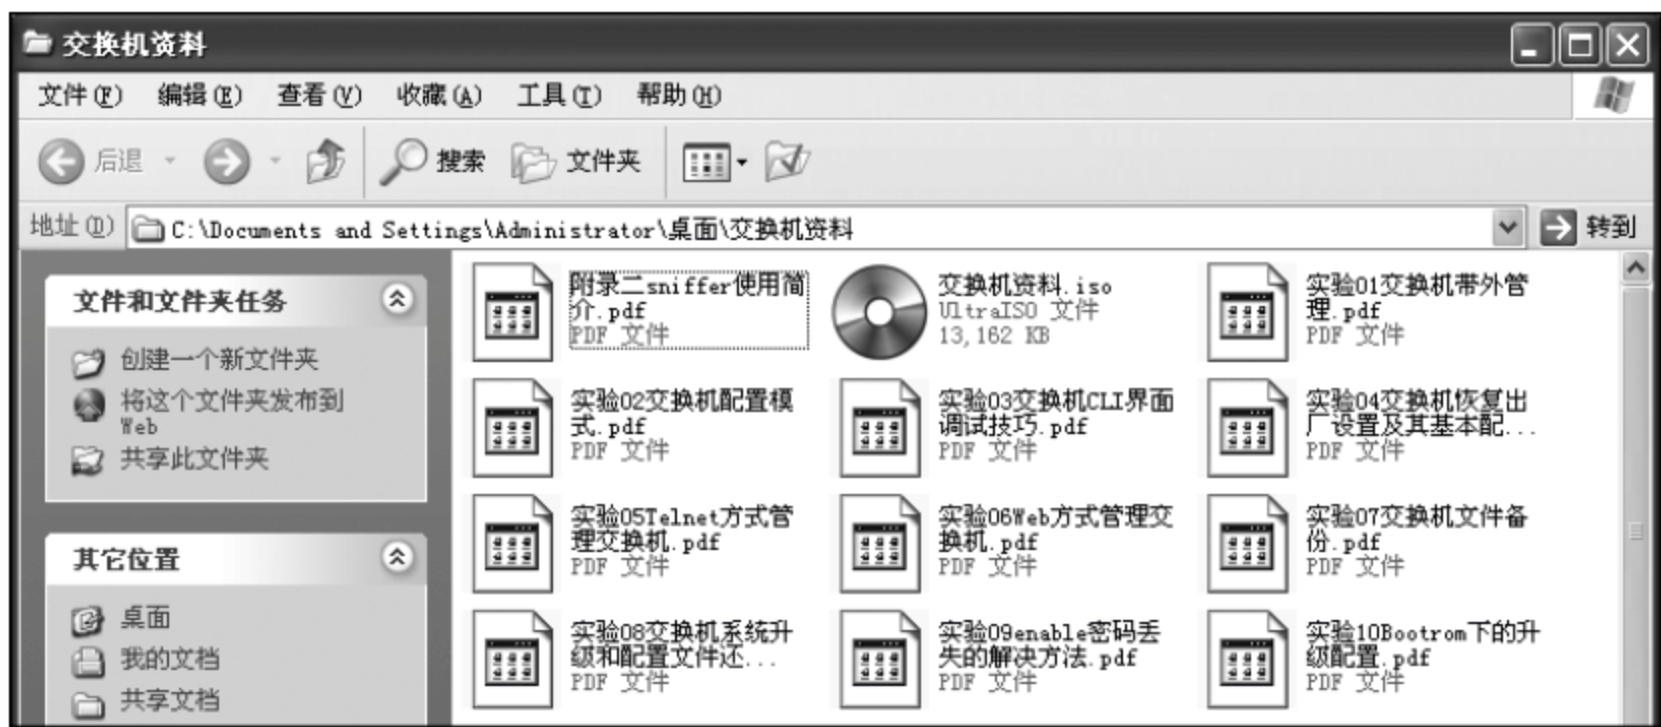 交换机资料
文件(F) 编辑(E) 查看(V) 收藏(A) 工具(T) 帮助(H)
后退 搜索 文件夹
地址(D) C:\Documents and Settings\Administrator\桌面\交换机资料 转到
文件和文件夹任务
创建一个新文件夹
将这个文件夹发布到
Web
共享此文件夹
其它位置
桌面
我的文档
共享文档
附录二sniffer使用简
介.pdf
PDF 文件
交换机资料.iso
UltraISO 文件
13,162 KB
实验01交换机带外管
理.pdf
PDF 文件
实验02交换机配置模
式.pdf
PDF 文件
实验03交换机CLI界面
调试技巧.pdf
PDF 文件
实验04交换机恢复出
厂设置及其基本配...
PDF 文件
实验05Telnet方式管
理交换机.pdf
PDF 文件
实验06Web方式管理交
换机.pdf
PDF 文件
实验07交换机文件备
份.pdf
PDF 文件
实验08交换机系统升
级和配置文件还...
PDF 文件
实验09enable密码丢
失的解决方法.pdf
PDF 文件
实验10Bootrom下的升
级配置.pdf
PDF 文件